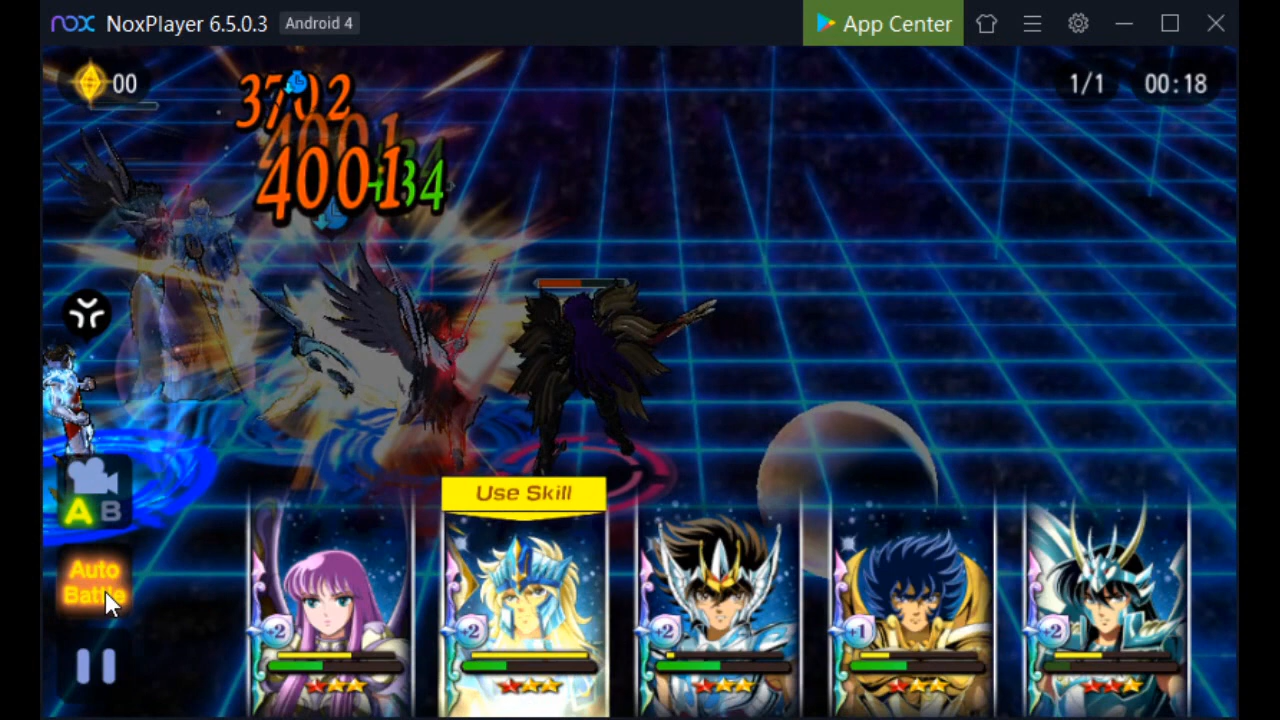 nox NoxPlayer 6.5.0.3 Android 4 App Center
00
1/1 00:18
3702
4001
4001
+34
A B
Use Skill
Auto
Battle
+2 +2 +2 +1 +2